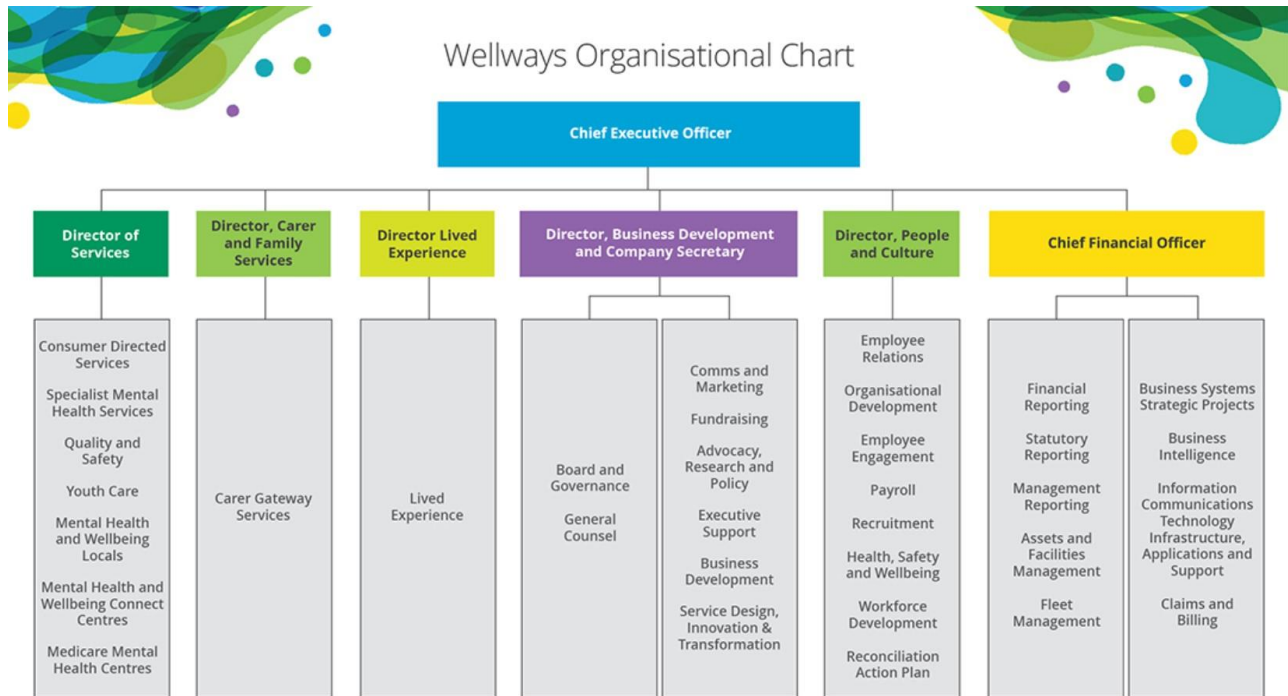 Wellways Organisational Chart
Chief Executive Officer
Director of
Services
Director, Carer
and Family
Services
Director Lived
Experience
Director, Business Development
and Company Secretary
Director, People
and Culture
Chief Financial Officer
Consumer Directed
Services
Specialist Mental
Health Services
Quality and
Safety
Youth Care
Mental Health
and Wellbeing
Locals
Mental Health and
Wellbeing Connect
Centres
Medicare Mental
Health Centres
Carer Gateway
Services
Lived
Experience
Board and
Governance
General
Counsel
Comms and
Marketing
Fundraising
Advocacy,
Research and
Policy
Executive
Support
Business
Development
Service Design,
Innovation &
Transformation
Employee
Relations
Organisational
Development
Employee
Engagement
Payroll
Recruitment
Health, Safety
and Wellbeing
Workforce
Development
Reconciliation
Action Plan
Financial
Reporting
Statutory
Reporting
Management
Reporting
Assets and
Facilities
Management
Fleet
Management
Business Systems
Strategic Projects
Business
Intelligence
Information
Communications
Technology
Infrastructure,
Applications and
Support
Claims and
Billing